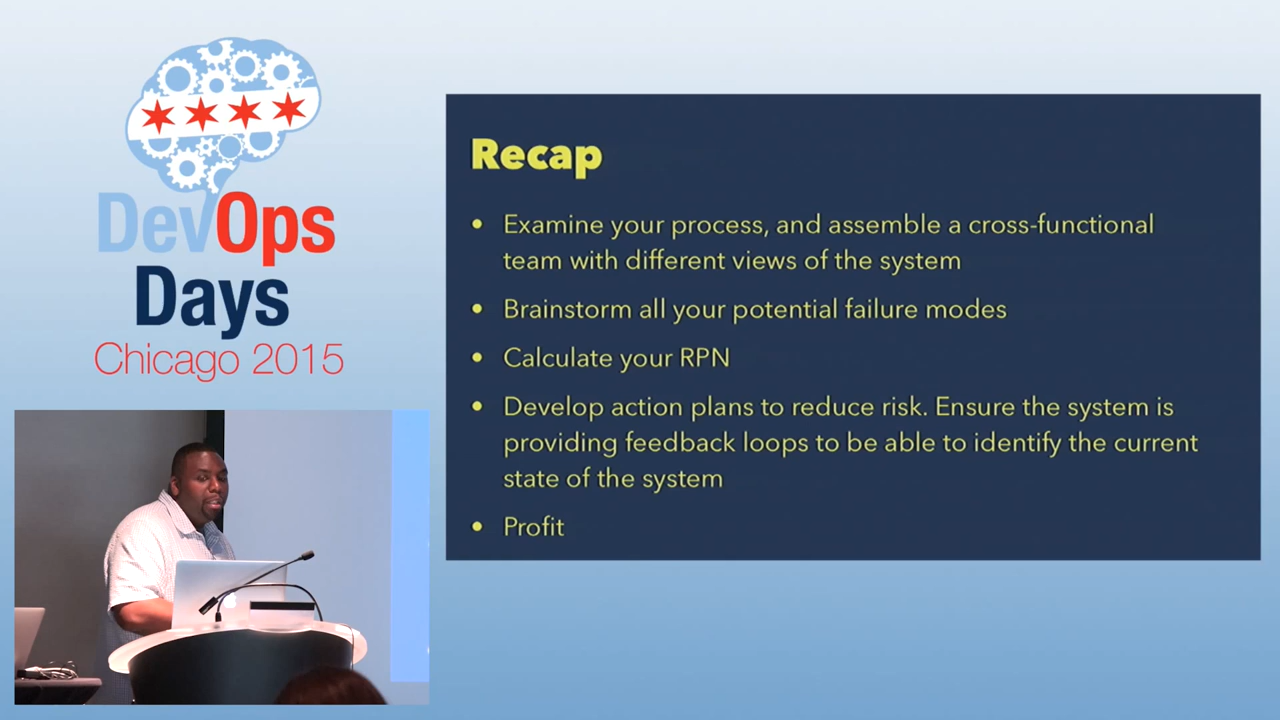 DevOps
Days
Chicago 2015
Recap
• Examine your process, and assemble a cross-functional
team with different views of the system
• Brainstorm all your potential failure modes
• Calculate your RPN
• Develop action plans to reduce risk. Ensure the system is
providing feedback loops to be able to identify the current
state of the system
• Profit